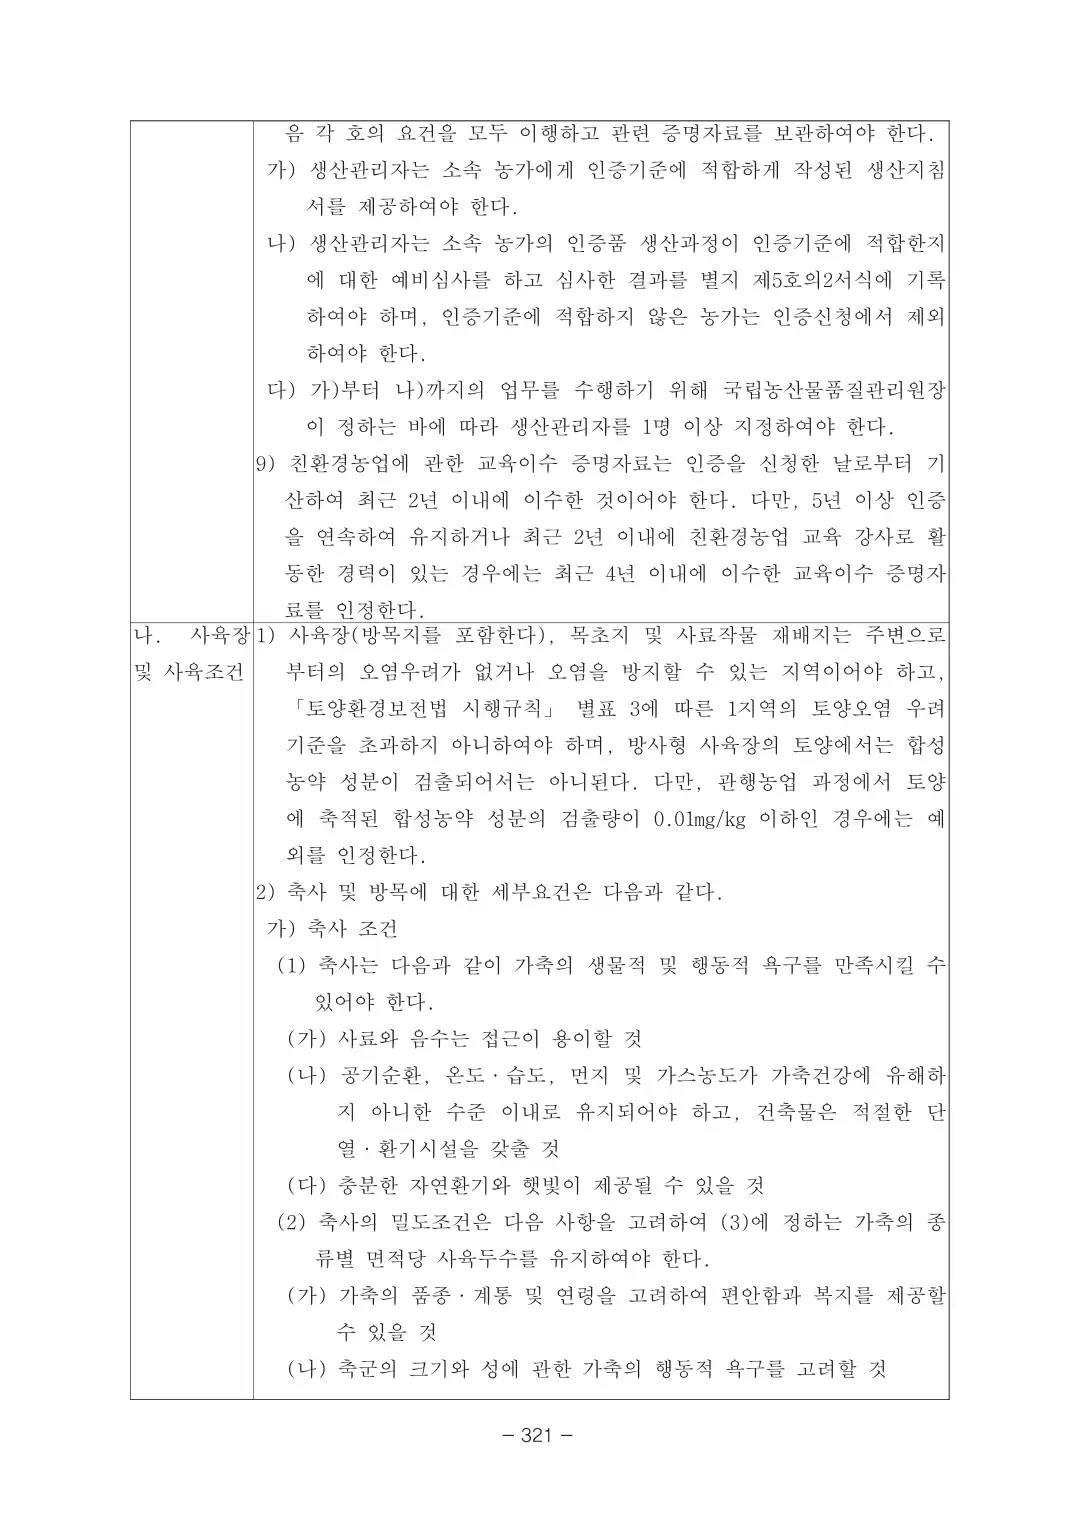 음 각 호의 요건을 모두 이행하고 관련 증명자료를 보관하여야 한다.
가) 생산관리자는 소속 농가에게 인증기준에 적합하게 작성된 생산지침
서를 제공하여야 한다.
나) 생산관리자는 소속 농가의 인증품 생산과정이 인증기준에 적합한지
에 대한 예비심사를 하고 심사한 결과를 별지 제5호의2서식에 기록
하여야 하며, 인증기준에 적합하지 않은 농가는 인증신청에서 제외
하여야 한다.
다) 가)부터 나)까지의 업무를 수행하기 위해 국립농산물품질관리원장
이 정하는 바에 따라 생산관리자를 1명 이상 지정하여야 한다.
9) 친환경농업에 관한 교육이수 증명자료는 인증을 신청한 날로부터 기
산하여 최근 2년 이내에 이수한 것이어야 한다. 다만, 5년 이상 인증
을 연속하여 유지하거나 최근 2년 이내에 친환경농업 교육 강사로 활
동한 경력이 있는 경우에는 최근 4년 이내에 이수한 교육이수 증명자
료를 인정한다.
나. 사육장
및 사육조건
1) 사육장(방목지를 포함한다), 목초지 및 사료작물 재배지는 주변으로
부터의 오염우려가 없거나 오염을 방지할 수 있는 지역이어야 하고,
「토양환경보전법 시행규칙」 별표 3에 따른 1지역의 토양오염 우려
기준을 초과하지 아니하여야 하며, 방사형 사육장의 토양에서는 합성
농약 성분이 검출되어서는 아니된다. 다만, 관행농업 과정에서 토양
에 축적된 합성농약 성분의 검출량이 0.01mg/kg 이하인 경우에는 예
외를 인정한다.
2) 축사 및 방목에 대한 세부요건은 다음과 같다.
가) 축사 조건
(1) 축사는 다음과 같이 가축의 생물적 및 행동적 욕구를 만족시킬 수
있어야 한다.
(가) 사료와 음수는 접근이 용이할 것
(나) 공기순환, 온도·습도, 먼지 및 가스농도가 가축건강에 유해하
지 아니한 수준 이내로 유지되어야 하고, 건축물은 적절한 단
열·환기시설을 갖출 것
(다) 충분한 자연환기와 햇빛이 제공될 수 있을 것
(2) 축사의 밀도조건은 다음 사항을 고려하여 (3)에 정하는 가축의 종
류별 면적당 사육두수를 유지하여야 한다.
(가) 가축의 품종·계통 및 연령을 고려하여 편안함과 복지를 제공할
수 있을 것
(나) 축군의 크기와 성에 관한 가축의 행동적 욕구를 고려할 것
- 321 -